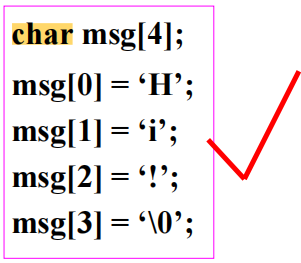 char msg[4];
msg[0] = ‘H’;
msg[1] = ‘i’;
msg[2] = ‘!’;
msg[3] = ‘\0’;